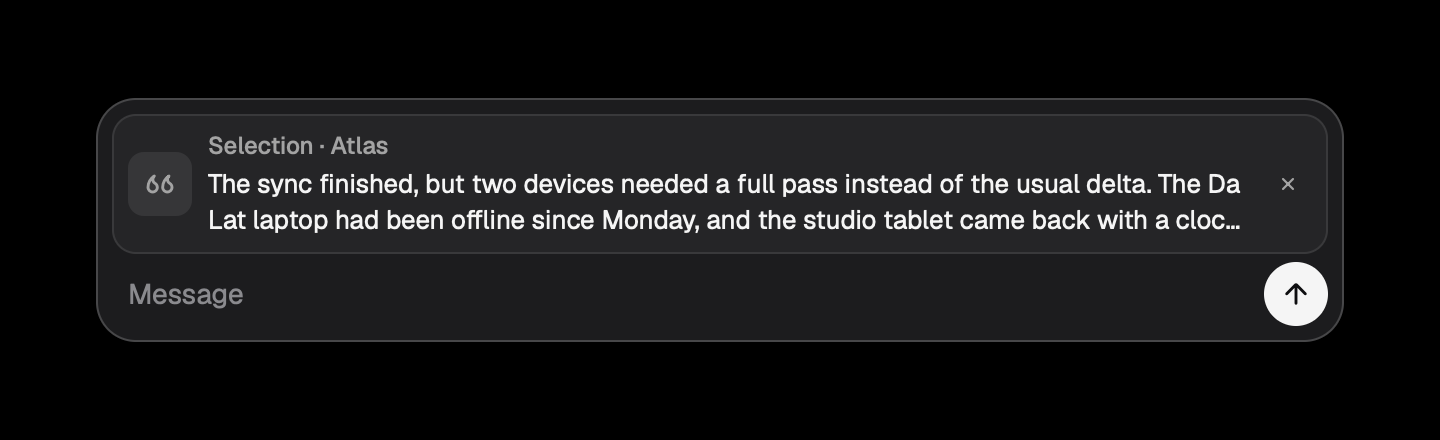 Selection · Atlas
The sync finished, but two devices needed a full pass instead of the usual delta. The Da
Lat laptop had been offline since Monday, and the studio tablet came back with a cloc…
Message